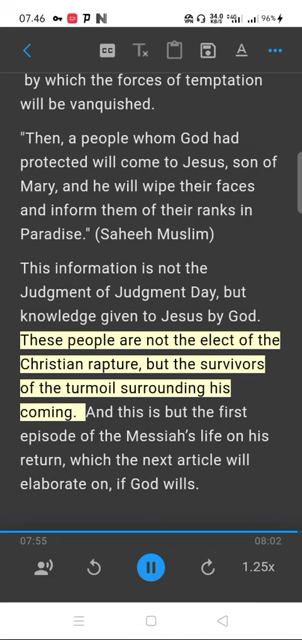 07.46
34.0 KB/S
96%
CC
by which the forces of temptation
will be vanquished.
"Then, a people whom God had
protected will come to Jesus, son of
Mary, and he will wipe their faces
and inform them of their ranks in
Paradise." (Saheeh Muslim)
This information is not the
Judgment of Judgment Day, but
knowledge given to Jesus by God.
These people are not the elect of the
Christian rapture, but the survivors
of the turmoil surrounding his
coming. And this is but the first
episode of the Messiah’s life on his
return, which the next article will
elaborate on, if God wills.
07:55 08:02
1.25x